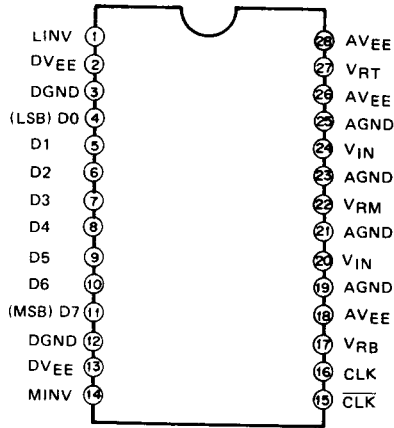 LINV 1
DVEE 2
DGND 3
(LSB) D0 4
D1 5
D2 6
D3 7
D4 8
D5 9
D6 10
(MSB) D7 11
DGND 12
DVEE 13
MINV 14
28 AVEE
27 VRT
26 AVEE
25 AGND
24 VIN
23 AGND
22 VRM
21 AGND
20 VIN
19 AGND
18 AVEE
17 VRB
16 CLK
15 C̅L̅K̅